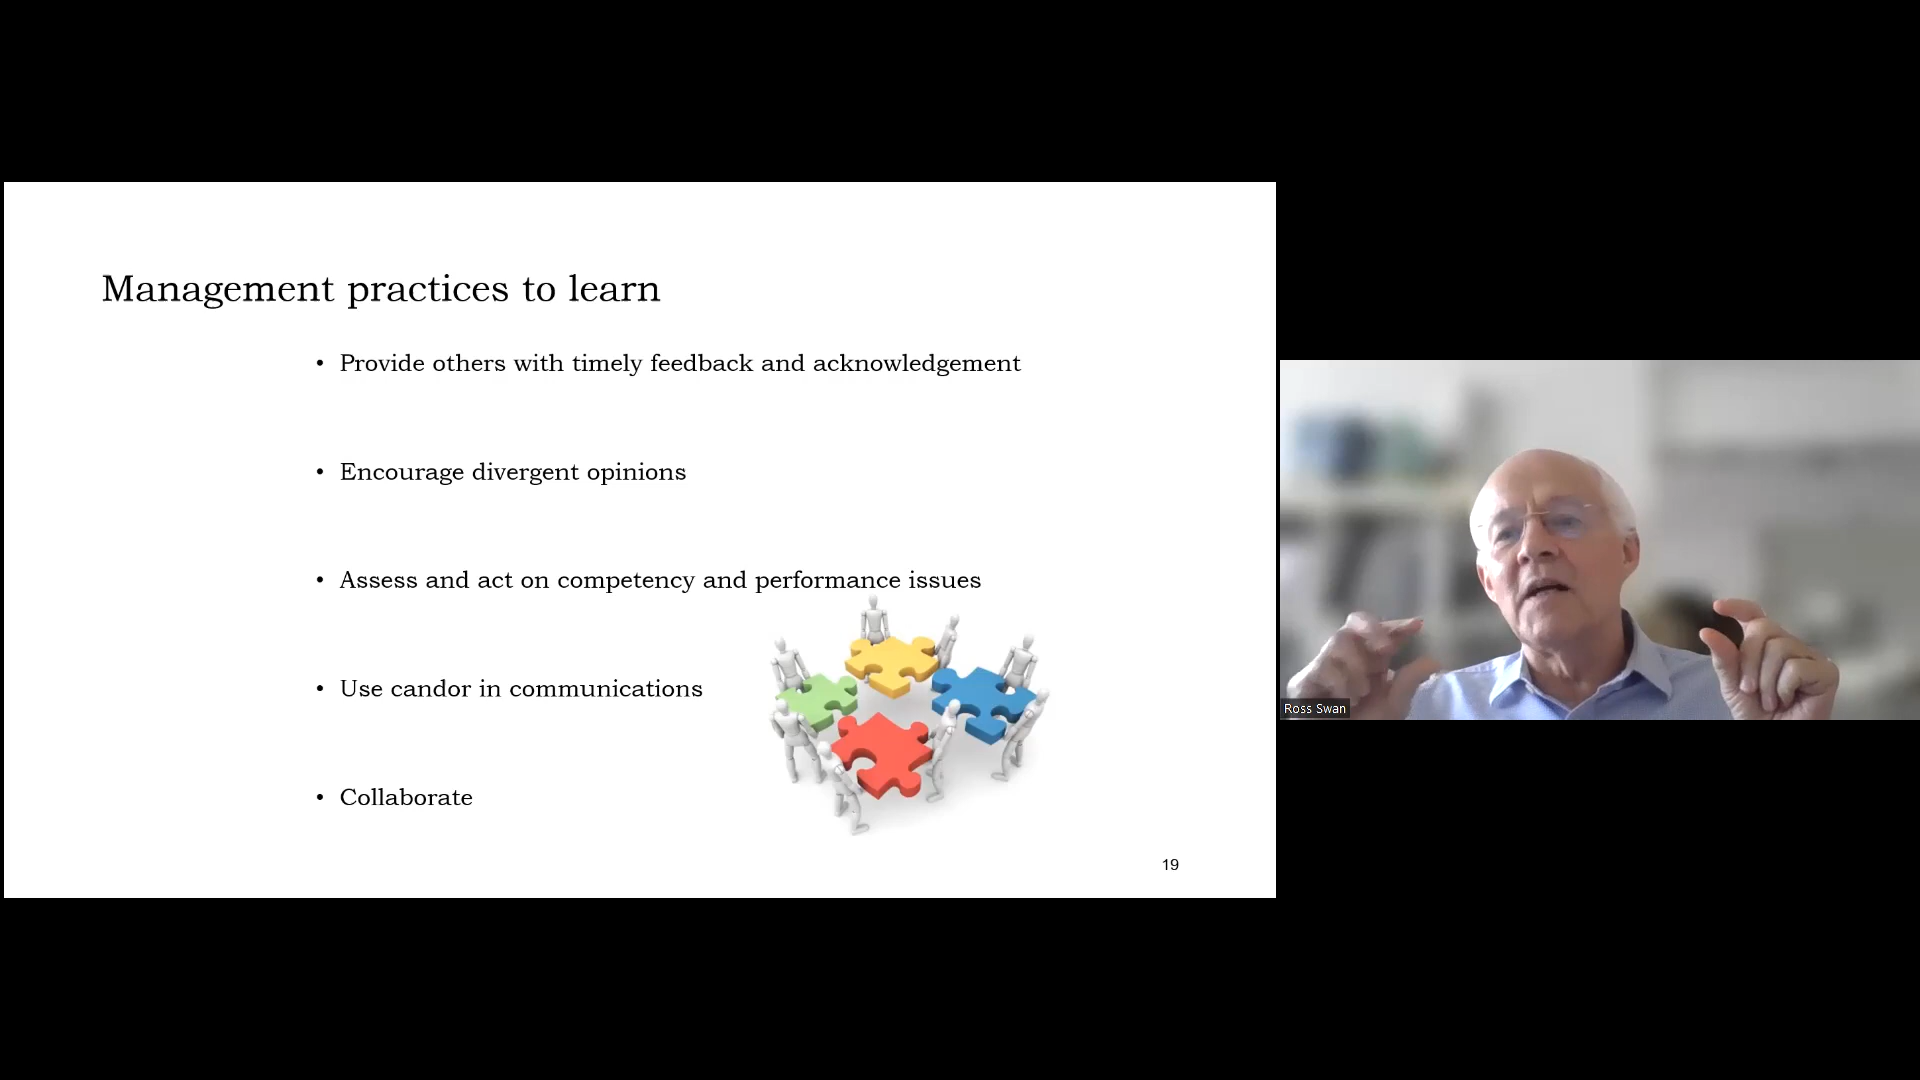 Management practices to learn
• Provide others with timely feedback and acknowledgement
• Encourage divergent opinions
• Assess and act on competency and performance issues
• Use candor in communications
• Collaborate
19
Ross Swan